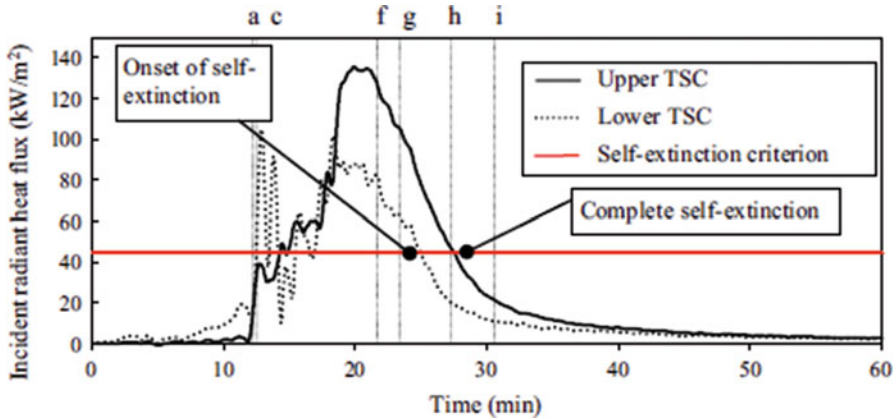 a c f g h i
Incident radiant heat flux (kW/m²)
140
120
100
80
60
40
20
0
Onset of self-
extinction
Upper TSC
Lower TSC
Self-extinction criterion
Complete self-extinction
0 10 20 30 40 50 60
Time (min)